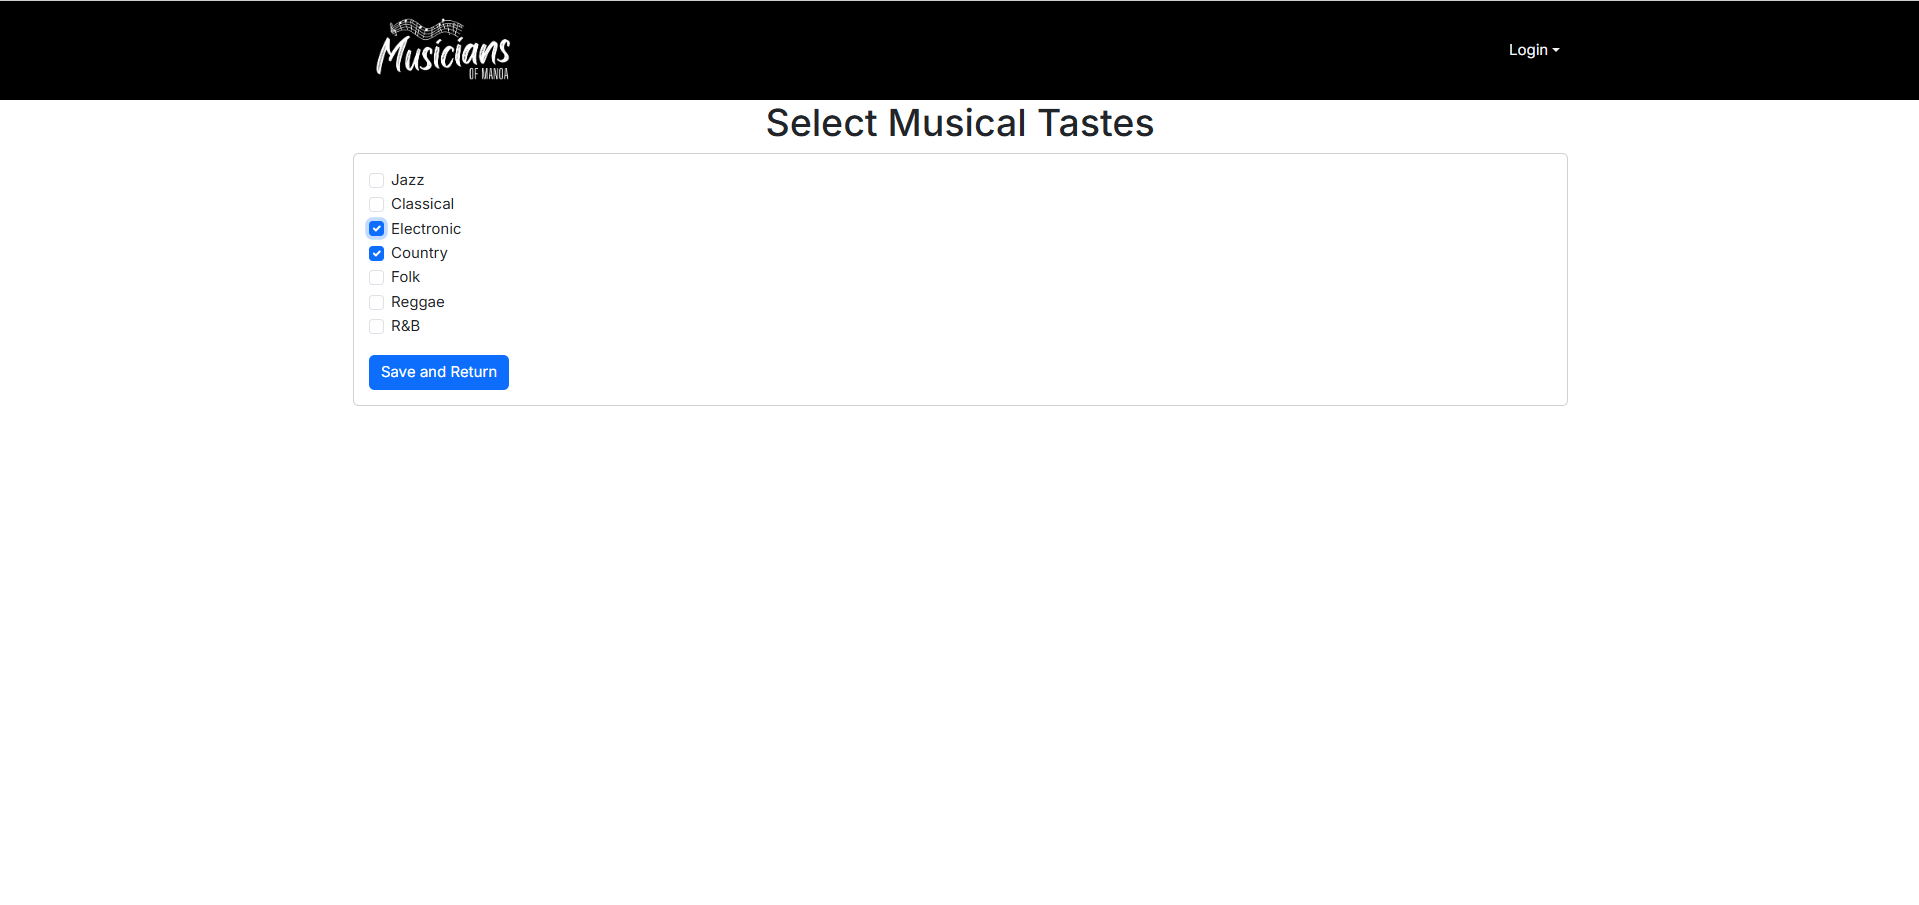 Musicians
OF MANOA
Login
Select Musical Tastes
Jazz
Classical
Electronic
Country
Folk
Reggae
R&B
Save and Return